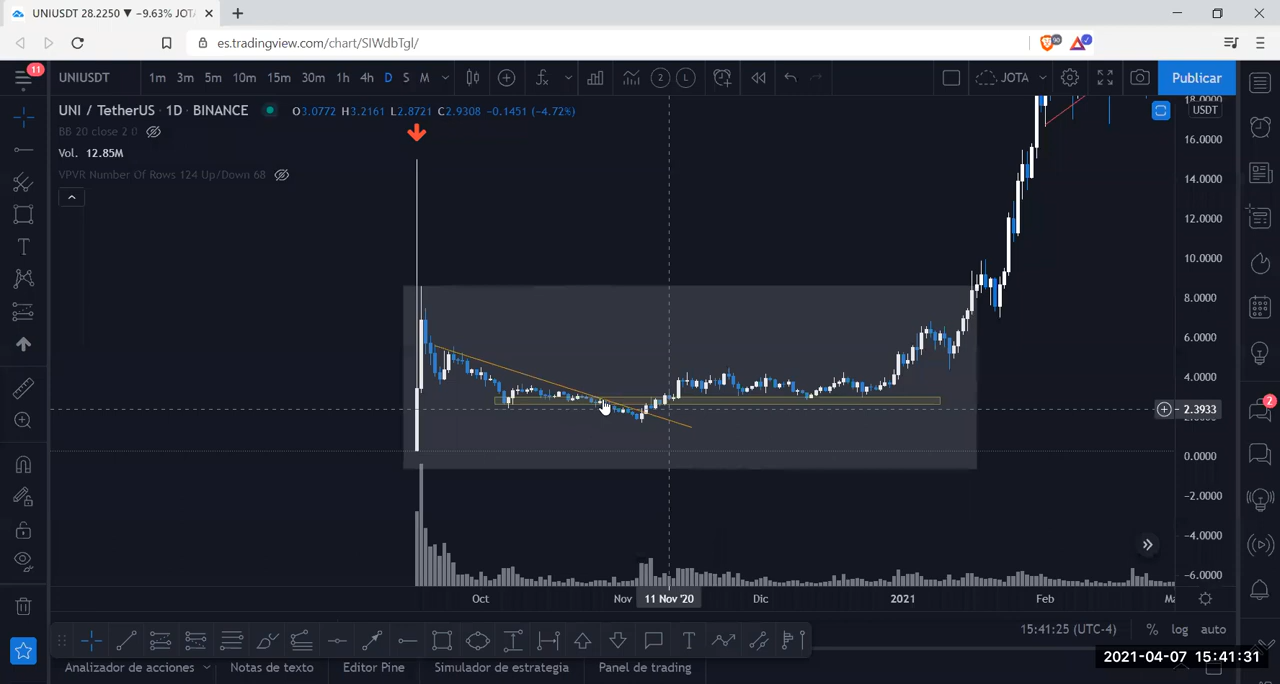 UNIUSDT 28.2250 ▼ −9.63% JOTA
es.tradingview.com/chart/SIWdbTgl/
90
11
UNIUSDT 1m 3m 5m 10m 15m 30m 1h 4h D S M 2 L JOTA Publicar
UNI / TetherUS · 1D · BINANCE O3.0772 H3.2161 L2.8721 C2.9308 −0.1451 (−4.72%)
BB 20 close 2 0
Vol. 12.85M
VPVR Number Of Rows 124 Up/Down 68
18.0000
USDT
16.0000
14.0000
12.0000
10.0000
8.0000
6.0000
4.0000
2.3933
0.0000
−2.0000
−4.0000
−6.0000
2
Oct Nov 11 Nov '20 Dic 2021 Feb
15:41:25 (UTC-4) % log auto
2021-04-07 15:41:31
Analizador de acciones Notas de texto Editor Pine Simulador de estrategia Panel de trading